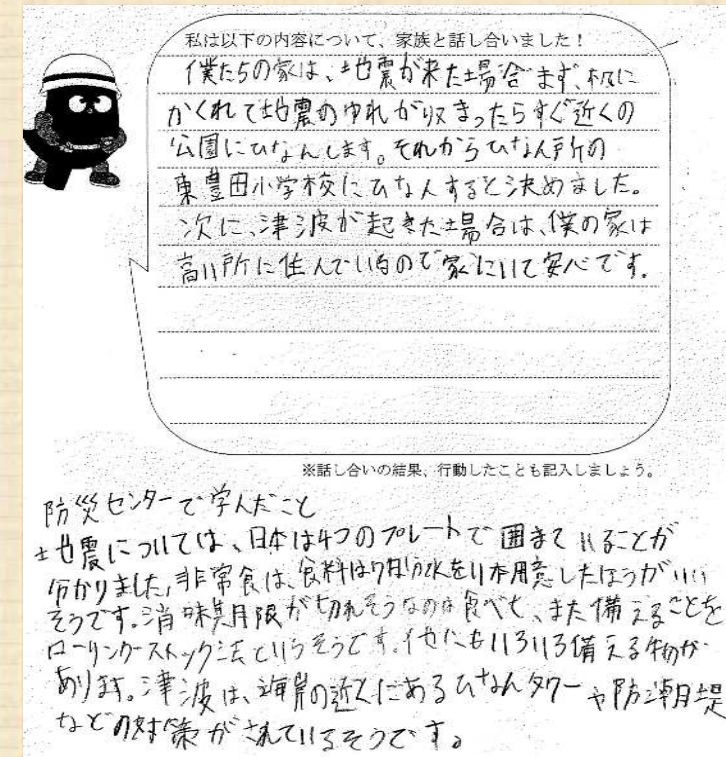 私は以下の内容について、家族と話し合いました！
僕たちの家は、地震が来た場合まず、机に
かくれて地震のゆれが収まったらすぐ近くの
公園にひなんします。それからひなん所の
東豊田小学校にひなんすると決めました。
次に、津波が起きた場合は、僕の家は
高い所に住んでいるので家にいて安心です。
※話し合いの結果、行動したことも記入しましょう。
防災センターで学んだこと
地震については、日本は4つのプレートで囲まていることが
分かりました。非常食は、食料は7日分水を用意したほうがいい
そうです。消味期限が切れそうなのは食べて、また備えることを
ローリングストック法というそうです。他にもいろいろ備える物が
あります。津波は、海岸の近くにあるひなんタワーや防潮堤
などの対策がされているそうです。